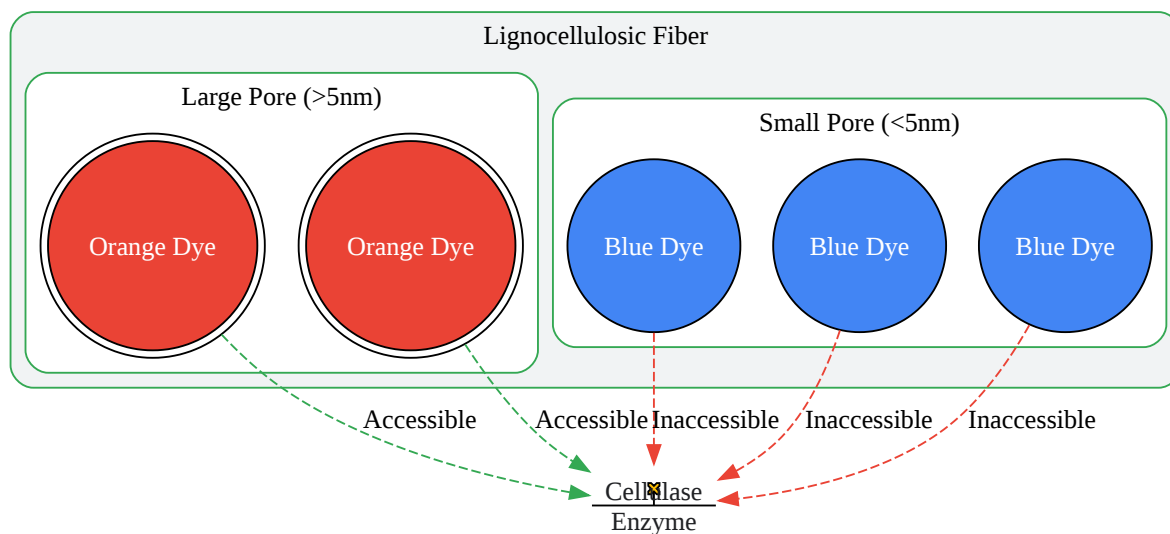 Lignocellulosic Fiber
Large Pore (>5nm)
Small Pore (<5nm)
Orange Dye
Orange Dye
Blue Dye
Blue Dye
Blue Dye
Accessible
Accessible
Inaccessible
Inaccessible
Inaccessible
Cellulase
Enzyme